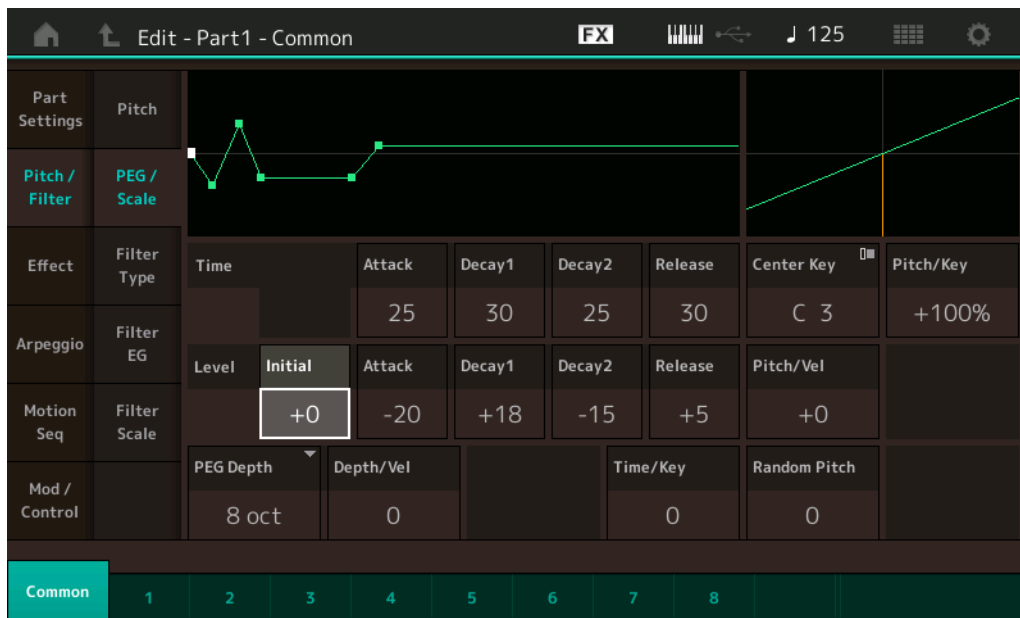 Edit - Part1 - Common FX ♩ 125
Part Settings
Pitch
Pitch / Filter
PEG / Scale
Effect
Filter Type
Arpeggio
Filter EG
Motion Seq
Filter Scale
Mod / Control
Time Attack Decay1 Decay2 Release Center Key Pitch/Key
25 30 25 30 C 3 +100%
Level Initial Attack Decay1 Decay2 Release Pitch/Vel
+0 -20 +18 -15 +5 +0
PEG Depth Depth/Vel Time/Key Random Pitch
8 oct 0 0 0
Common 1 2 3 4 5 6 7 8